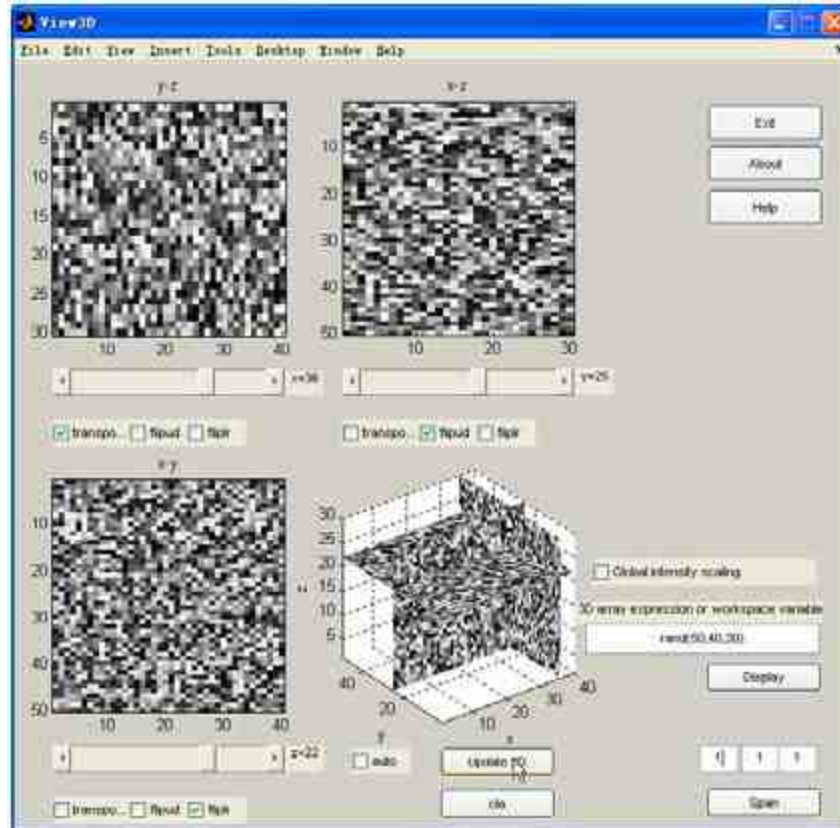 View3D
File Edit View Insert Tools Desktop Window Help
y-z
x-z
5
10
15
20
25
30
10 20 30 40
10
20
30
40
50
10 20 30
Exit
About
Help
y=25
transpo... flipud fliplr
transpo... flipud fliplr
x-y
10
20
30
40
50
10 20 30 40
30
25
20
15
10
5
z
40
20
y
10
20
30
40
x
Global intensity scaling
3D array expression or workspace variable
rand(50,40,30)
Display
z=22
auto
Update 3D
cla
1 1 1
Span
transpo... flipud fliplr